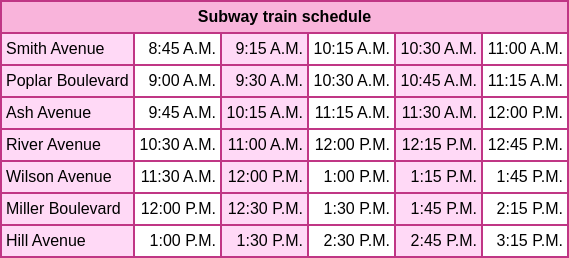 Subway train schedule
Smith Avenue 8:45 A.M. 9:15 A.M. 10:15 A.M. 10:30 A.M. 11:00 A.M.
Poplar Boulevard 9:00 A.M. 9:30 A.M. 10:30 A.M. 10:45 A.M. 11:15 A.M.
Ash Avenue 9:45 A.M. 10:15 A.M. 11:15 A.M. 11:30 A.M. 12:00 P.M.
River Avenue 10:30 A.M. 11:00 A.M. 12:00 P.M. 12:15 P.M. 12:45 P.M.
Wilson Avenue 11:30 A.M. 12:00 P.M. 1:00 P.M. 1:15 P.M. 1:45 P.M.
Miller Boulevard 12:00 P.M. 12:30 P.M. 1:30 P.M. 1:45 P.M. 2:15 P.M.
Hill Avenue 1:00 P.M. 1:30 P.M. 2:30 P.M. 2:45 P.M. 3:15 P.M.